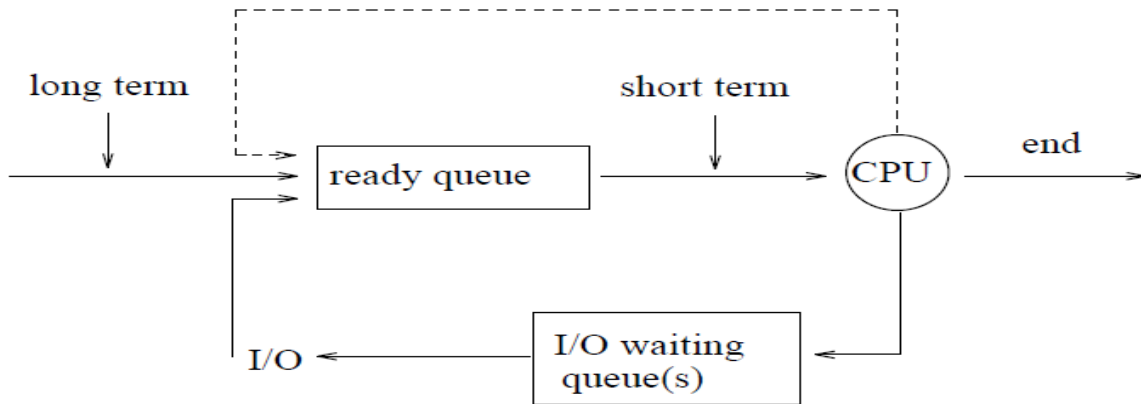 long term
short term
end
ready queue
CPU
I/O
I/O waiting
queue(s)